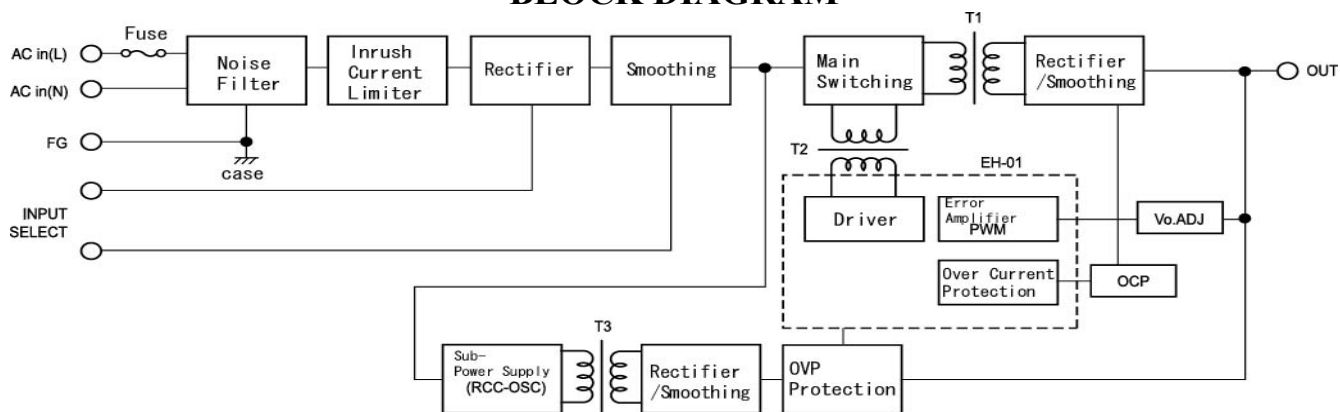 BLOCK DIAGRAM
T1
Fuse
AC in(L)
AC in(N)
FG
INPUT
SELECT
Noise
Filter
case
Inrush
Current
Limiter
Rectifier
Smoothing
Main
Switching
Rectifier
/Smoothing
OUT
T2
EH-01
Driver
Error
Amplifier
PWM
Vo.ADJ
Over Current
Protection
OCP
T3
Sub-
Power Supply
(RCC-OSC)
Rectifier
/Smoothing
OVP
Protection